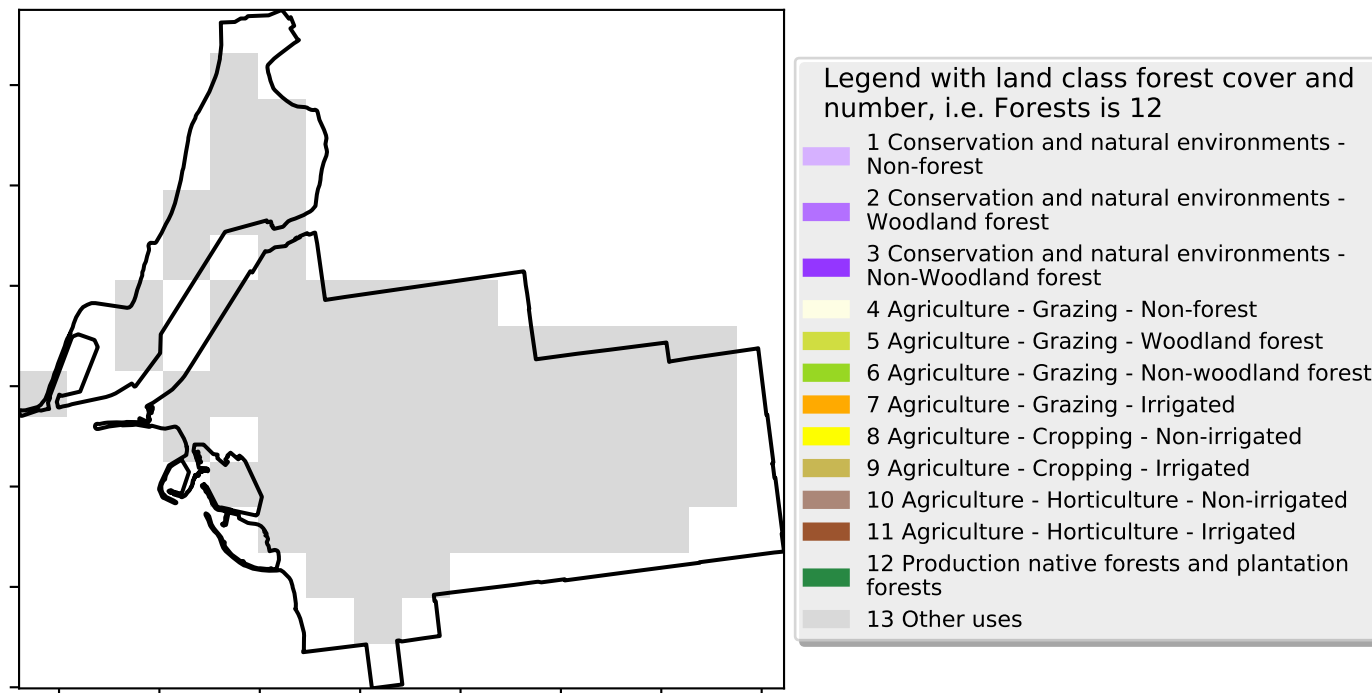 Legend with land class forest cover and
number, i.e. Forests is 12
1 Conservation and natural environments -
Non-forest
2 Conservation and natural environments -
Woodland forest
3 Conservation and natural environments -
Non-Woodland forest
4 Agriculture - Grazing - Non-forest
5 Agriculture - Grazing - Woodland forest
6 Agriculture - Grazing - Non-woodland forest
7 Agriculture - Grazing - Irrigated
8 Agriculture - Cropping - Non-irrigated
9 Agriculture - Cropping - Irrigated
10 Agriculture - Horticulture - Non-irrigated
11 Agriculture - Horticulture - Irrigated
12 Production native forests and plantation
forests
13 Other uses